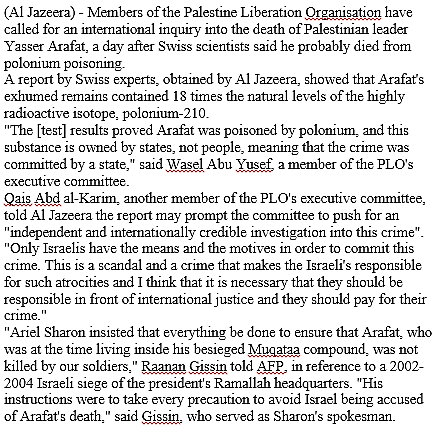 (Al Jazeera) - Members of the Palestine Liberation Organisation have
called for an international inquiry into the death of Palestinian leader
Yasser Arafat, a day after Swiss scientists said he probably died from
polonium poisoning.
A report by Swiss experts, obtained by Al Jazeera, showed that Arafat's
exhumed remains contained 18 times the natural levels of the highly
radioactive isotope, polonium-210.
"The [test] results proved Arafat was poisoned by polonium, and this
substance is owned by states, not people, meaning that the crime was
committed by a state," said Wasel Abu Yusef, a member of the PLO's
executive committee.
Qais Abd al-Karim, another member of the PLO's executive committee,
told Al Jazeera the report may prompt the committee to push for an
"independent and internationally credible investigation into this crime".
"Only Israelis have the means and the motives in order to commit this
crime. This is a scandal and a crime that makes the Israeli's responsible
for such atrocities and I think that it is necessary that they should be
responsible in front of international justice and they should pay for their
crime."
"Ariel Sharon insisted that everything be done to ensure that Arafat, who
was at the time living inside his besieged Muqataa compound, was not
killed by our soldiers," Raanan Gissin told AFP, in reference to a 2002-
2004 Israeli siege of the president's Ramallah headquarters. "His
instructions were to take every precaution to avoid Israel being accused
of Arafat's death," said Gissin, who served as Sharon's spokesman.